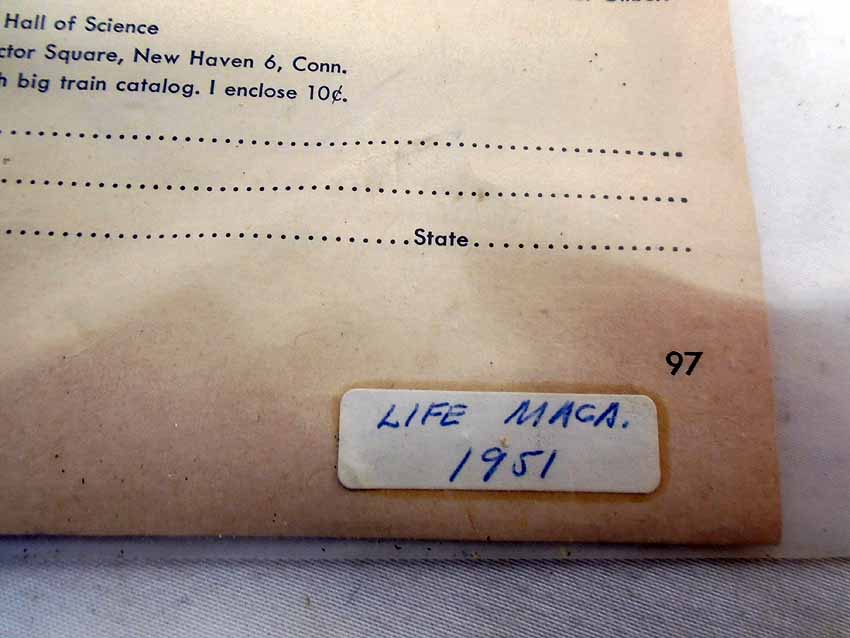 Hall of Science
ctor Square, New Haven 6, Conn.
h big train catalog. I enclose 10¢.
State
97
LIFE MAGA.
1951